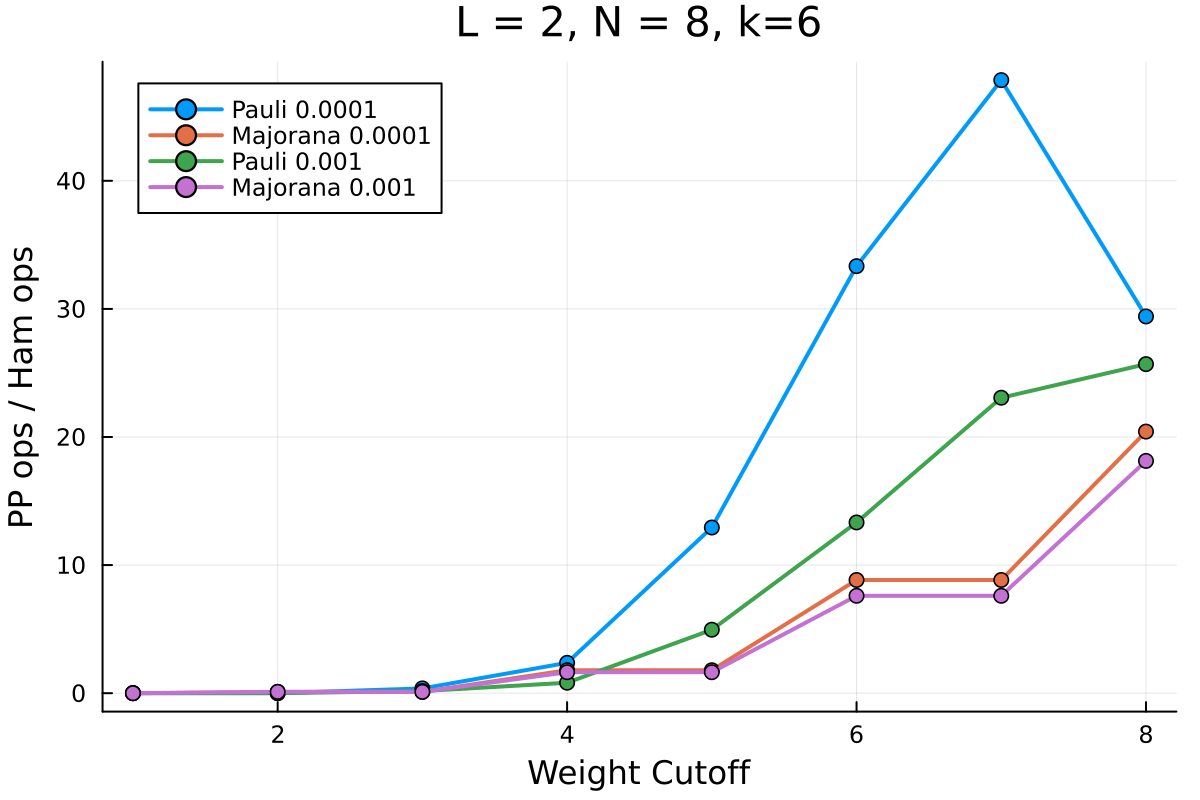 L = 2, N = 8, k=6
Pauli 0.0001
Majorana 0.0001
Pauli 0.001
Majorana 0.001
PP ops / Ham ops
40
30
20
10
0
2 4 6 8
Weight Cutoff